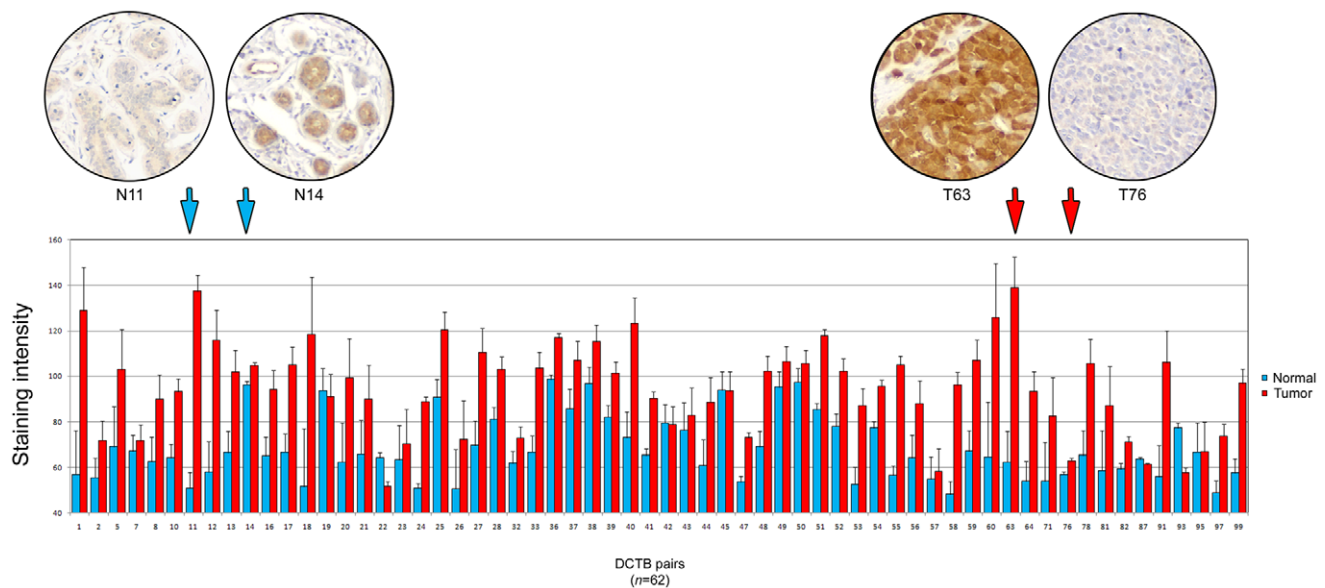 N11 N14 T63 T76
160
140
120
100
80
60
40
Staining intensity
Normal
Tumor
1 2 5 7 8 10 11 12 13 14 16 17 18 19 20 21 22 23 24 25 26 27 28 32 33 36 37 38 39 40 41 42 43 44 45 47 48 49 50 51 52 53 54 55 56 57 58 59 60 63 64 71 76 78 81 82 87 91 93 95 97 99
DCTB pairs
(n=62)